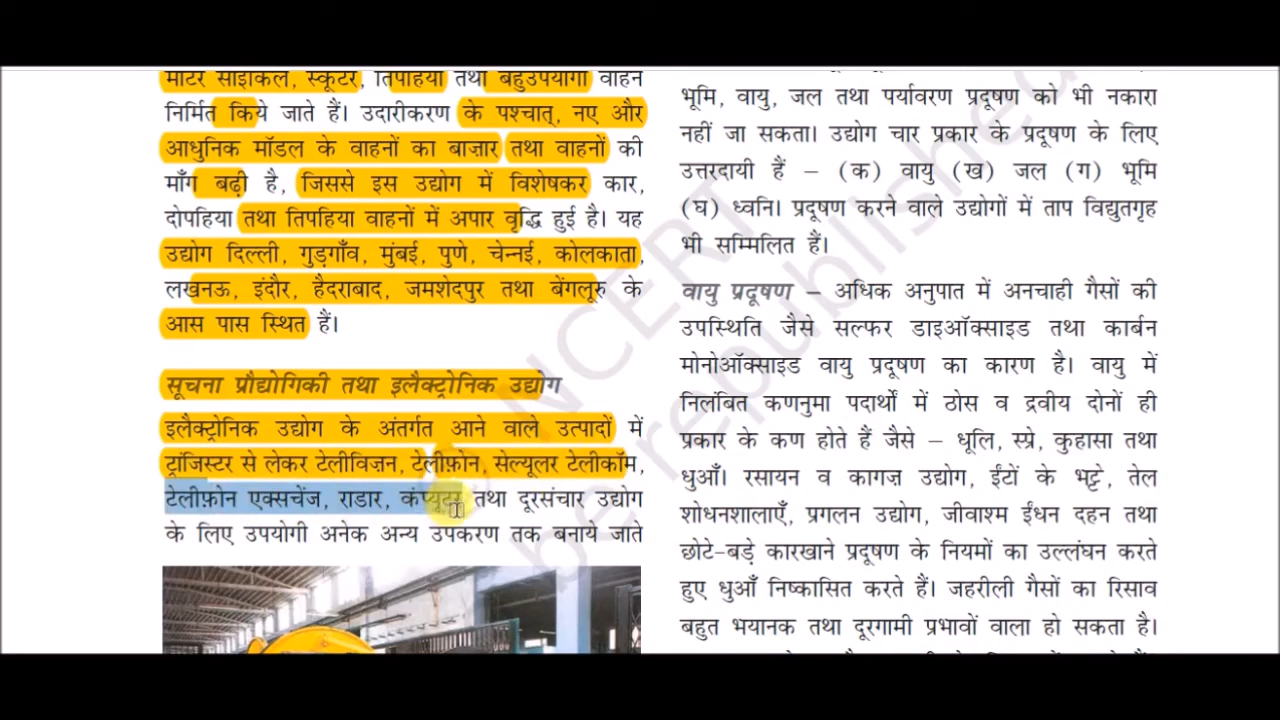 मोटर साइकिल, स्कूटर, तिपहिया तथा बहुउपयोगी वाहन
निर्मित किये जाते हैं। उदारीकरण के पश्चात्, नए और
आधुनिक मॉडल के वाहनों का बाज़ार तथा वाहनों की
माँग बढ़ी है, जिससे इस उद्योग में विशेषकर कार,
दोपहिया तथा तिपहिया वाहनों में अपार वृद्धि हुई है। यह
उद्योग दिल्ली, गुड़गाँव, मुंबई, पुणे, चेन्नई, कोलकाता,
लखनऊ, इंदौर, हैदराबाद, जमशेदपुर तथा बेंगलूरु के
आस पास स्थित हैं।
सूचना प्रौद्योगिकी तथा इलैक्ट्रोनिक उद्योग
इलैक्ट्रोनिक उद्योग के अंतर्गत आने वाले उत्पादों में
ट्रांजिस्टर से लेकर टेलीविज़न, टेलीफ़ोन, सेल्यूलर टेलीकॉम,
टेलीफ़ोन एक्सचेंज, राडार, कंप्यूटर तथा दूरसंचार उद्योग
के लिए उपयोगी अनेक अन्य उपकरण तक बनाये जाते
भूमि, वायु, जल तथा पर्यावरण प्रदूषण को भी नकारा
नहीं जा सकता। उद्योग चार प्रकार के प्रदूषण के लिए
उत्तरदायी हैं – (क) वायु (ख) जल (ग) भूमि
(घ) ध्वनि। प्रदूषण करने वाले उद्योगों में ताप विद्युतगृह
भी सम्मिलित हैं।
वायु प्रदूषण – अधिक अनुपात में अनचाही गैसों की
उपस्थिति जैसे सल्फर डाइऑक्साइड तथा कार्बन
मोनोऑक्साइड वायु प्रदूषण का कारण है। वायु में
निलंबित कणनुमा पदार्थों में ठोस व द्रवीय दोनों ही
प्रकार के कण होते हैं जैसे – धूलि, स्प्रे, कुहासा तथा
धुआँ। रसायन व कागज़ उद्योग, ईंटों के भट्टे, तेल
शोधनशालाएँ, प्रगलन उद्योग, जीवाश्म ईंधन दहन तथा
छोटे-बड़े कारखाने प्रदूषण के नियमों का उल्लंघन करते
हुए धुआँ निष्कासित करते हैं। जहरीली गैसों का रिसाव
बहुत भयानक तथा दूरगामी प्रभावों वाला हो सकता है।
NCERT
be republished